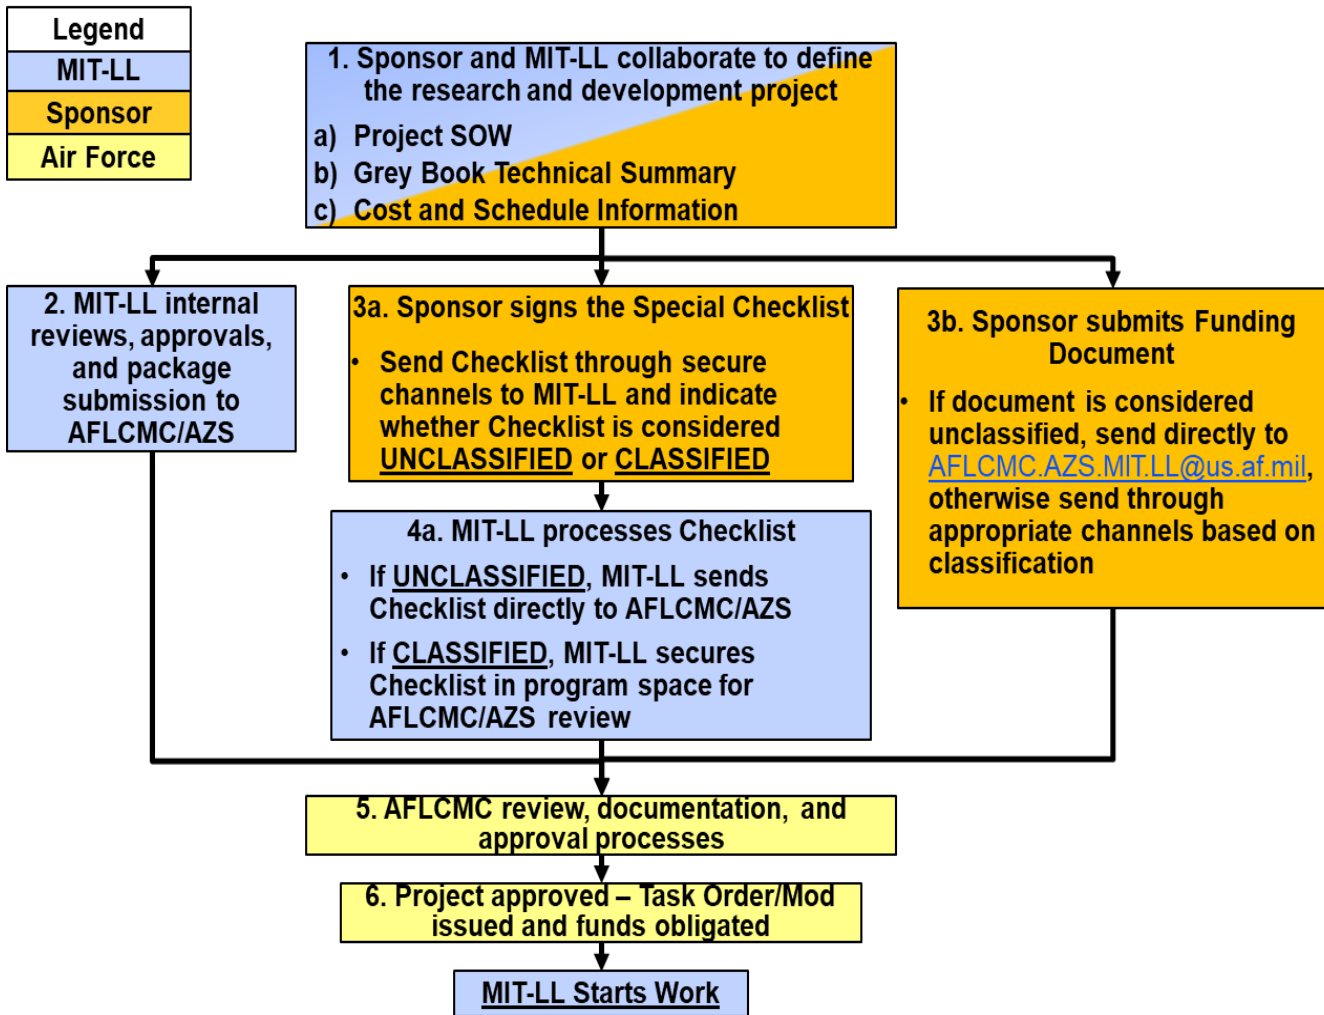 Legend
MIT-LL
Sponsor
Air Force
1. Sponsor and MIT-LL collaborate to define
the research and development project
a) Project SOW
b) Grey Book Technical Summary
c) Cost and Schedule Information
2. MIT-LL internal
reviews, approvals,
and package
submission to
AFLCMC/AZS
3a. Sponsor signs the Special Checklist
• Send Checklist through secure
channels to MIT-LL and indicate
whether Checklist is considered
UNCLASSIFIED or CLASSIFIED
3b. Sponsor submits Funding
Document
• If document is considered
unclassified, send directly to
AFLCMC.AZS.MIT.LL@us.af.mil,
otherwise send through
appropriate channels based on
classification
4a. MIT-LL processes Checklist
• If UNCLASSIFIED, MIT-LL sends
Checklist directly to AFLCMC/AZS
• If CLASSIFIED, MIT-LL secures
Checklist in program space for
AFLCMC/AZS review
5. AFLCMC review, documentation, and
approval processes
6. Project approved – Task Order/Mod
issued and funds obligated
MIT-LL Starts Work